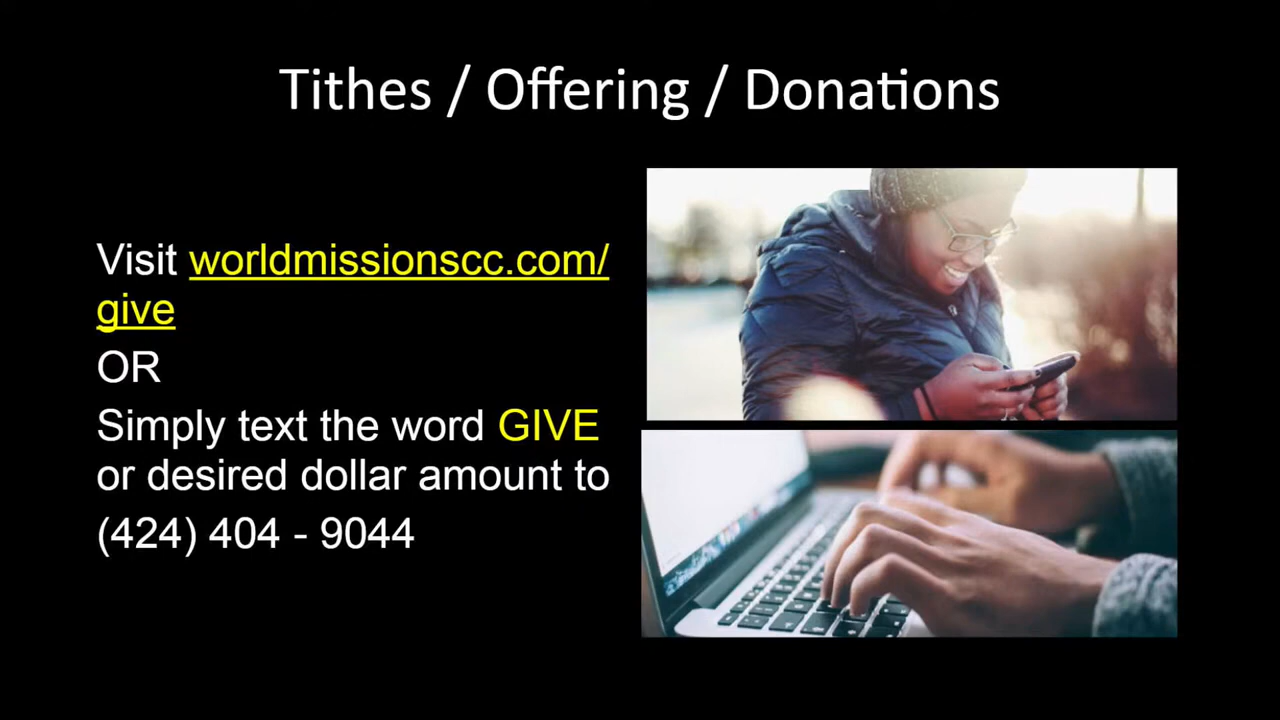 Tithes / Offering / Donations
Visit worldmissionscc.com/
give
OR
Simply text the word GIVE
or desired dollar amount to
(424) 404 - 9044